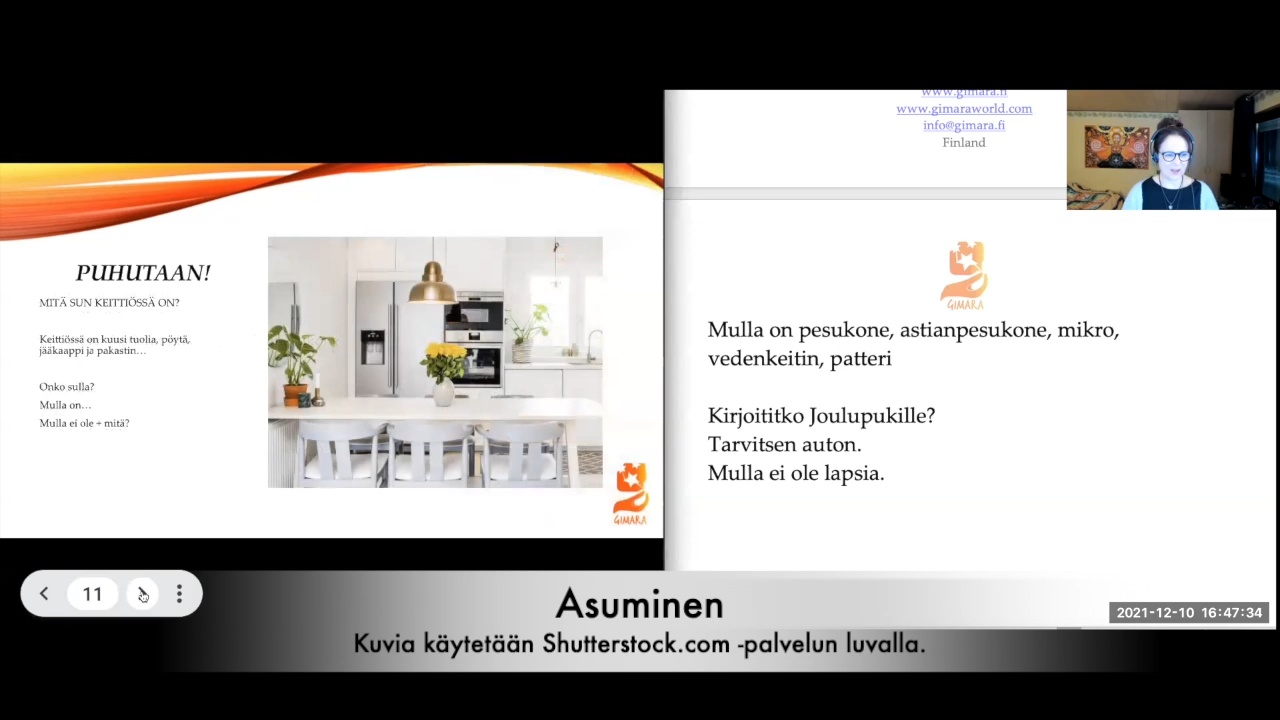 PUHUTAAN!
MITÄ SUN KEITTIÖSSÄ ON?
Keittiössä on kuusi tuolia, pöytä,
jääkaappi ja pakastin…
Onko sulla?
Mulla on…
Mulla ei ole + mitä?
GIMARA
www.gimara.fi
www.gimaraworld.com
info@gimara.fi
Finland
GIMARA
Mulla on pesukone, astianpesukone, mikro,
vedenkeitin, patteri
Kirjoititko Joulupukille?
Tarvitsen auton.
Mulla ei ole lapsia.
11
Asuminen
Kuvia käytetään Shutterstock.com -palvelun luvalla.
2021-12-10 16:47:34